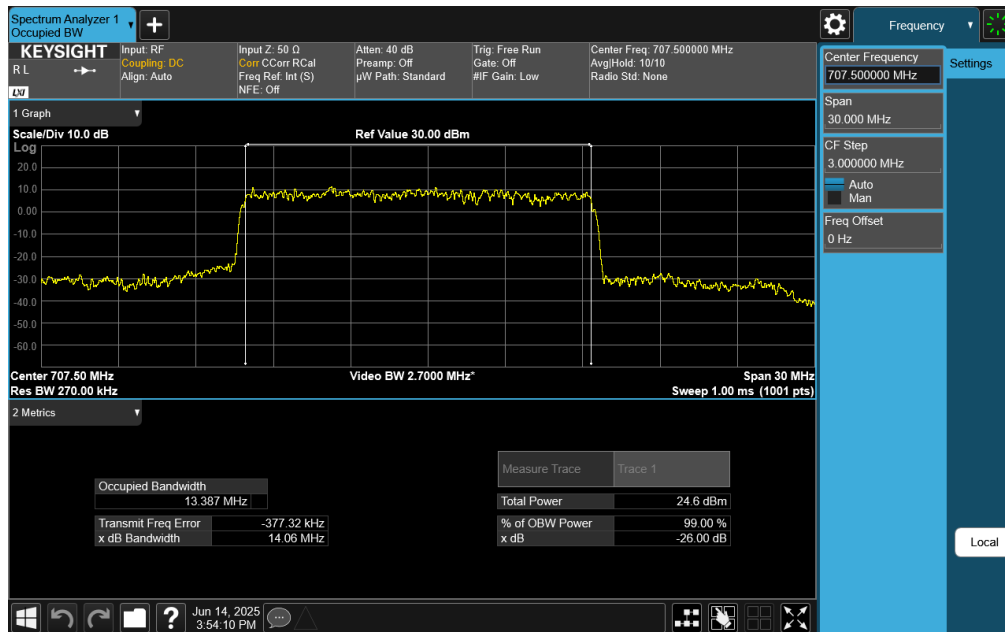 Spectrum Analyzer 1
Occupied BW
Frequency
KEYSIGHT
R L
LXI
Input: RF
Coupling: DC
Align: Auto
Input Z: 50 Ω
Corr CCorr RCal
Freq Ref: Int (S)
NFE: Off
Atten: 40 dB
Preamp: Off
µW Path: Standard
Trig: Free Run
Gate: Off
#IF Gain: Low
Center Freq: 707.500000 MHz
Avg|Hold: 10/10
Radio Std: None
Center Frequency
707.500000 MHz
Settings
Span
30.000 MHz
CF Step
3.000000 MHz
Auto
Man
Freq Offset
0 Hz
Local
1 Graph
Scale/Div 10.0 dB
Ref Value 30.00 dBm
Log
20.0
10.0
0.00
-10.0
-20.0
-30.0
-40.0
-50.0
-60.0
Center 707.50 MHz
Video BW 2.7000 MHz*
Span 30 MHz
Res BW 270.00 kHz
Sweep 1.00 ms (1001 pts)
2 Metrics
Measure Trace
Trace 1
Occupied Bandwidth
13.387 MHz
Total Power
24.6 dBm
Transmit Freq Error
-377.32 kHz
% of OBW Power
99.00 %
x dB Bandwidth
14.06 MHz
x dB
-26.00 dB
?
Jun 14, 2025
3:54:10 PM